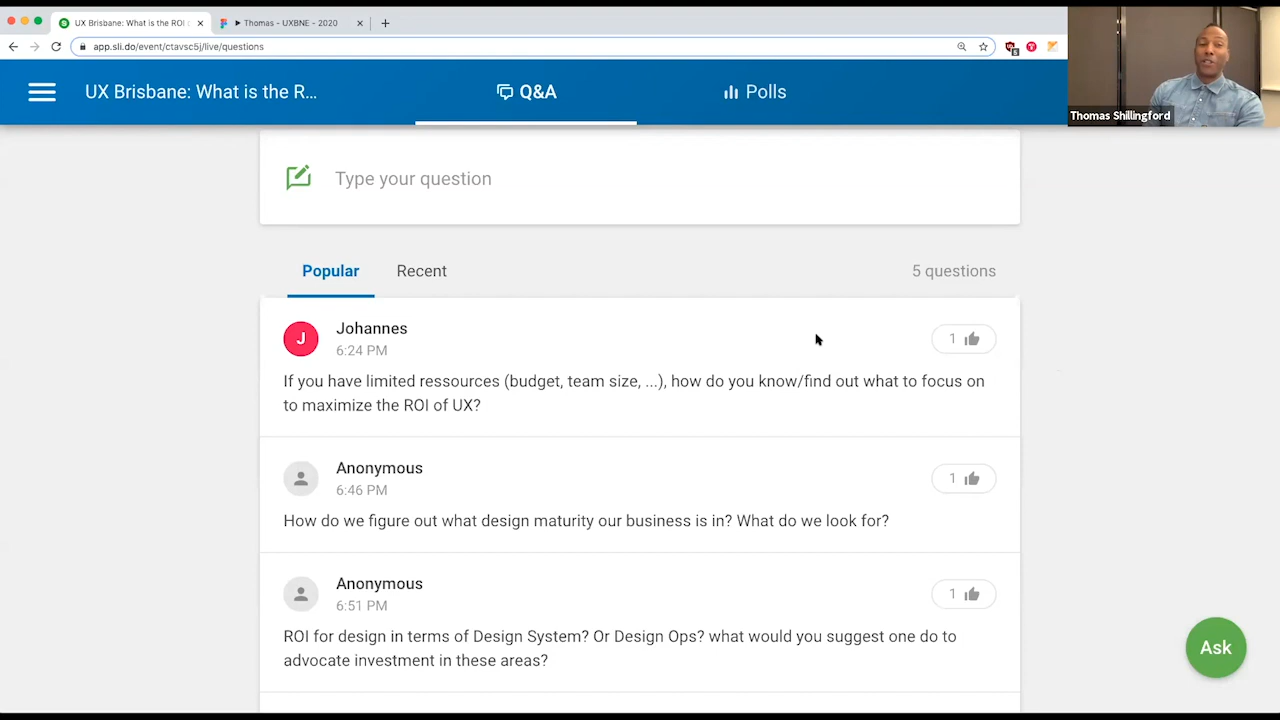 UX Brisbane: What is the ROI
Thomas - UXBNE - 2020
app.sli.do/event/ctavsc5j/live/questions
UX Brisbane: What is the R...
Q&A
Polls
Thomas Shillingford
Type your question
Popular
Recent
5 questions
J
Johannes
6:24 PM
1
If you have limited ressources (budget, team size, ...), how do you know/find out what to focus on
to maximize the ROI of UX?
Anonymous
6:46 PM
1
How do we figure out what design maturity our business is in? What do we look for?
Anonymous
6:51 PM
1
ROI for design in terms of Design System? Or Design Ops? what would you suggest one do to
advocate investment in these areas?
Ask